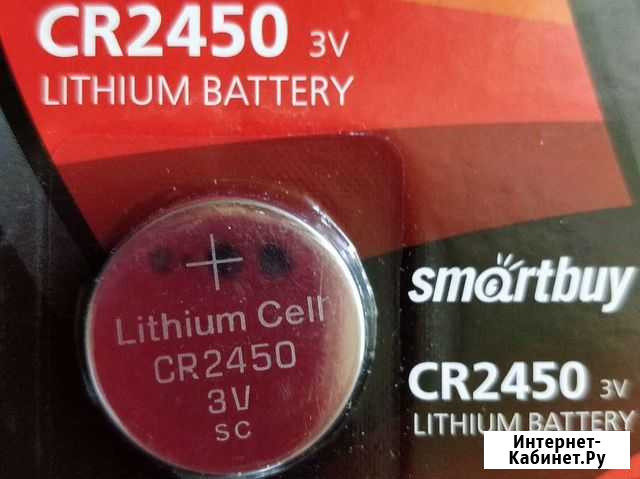 CR2450 3V
LITHIUM BATTERY
+
Lithium Cell
CR2450
3V
SC
smartbuy
CR2450 3V
LITHIUM BATTERY
Интернет-
Кабинет.Ру